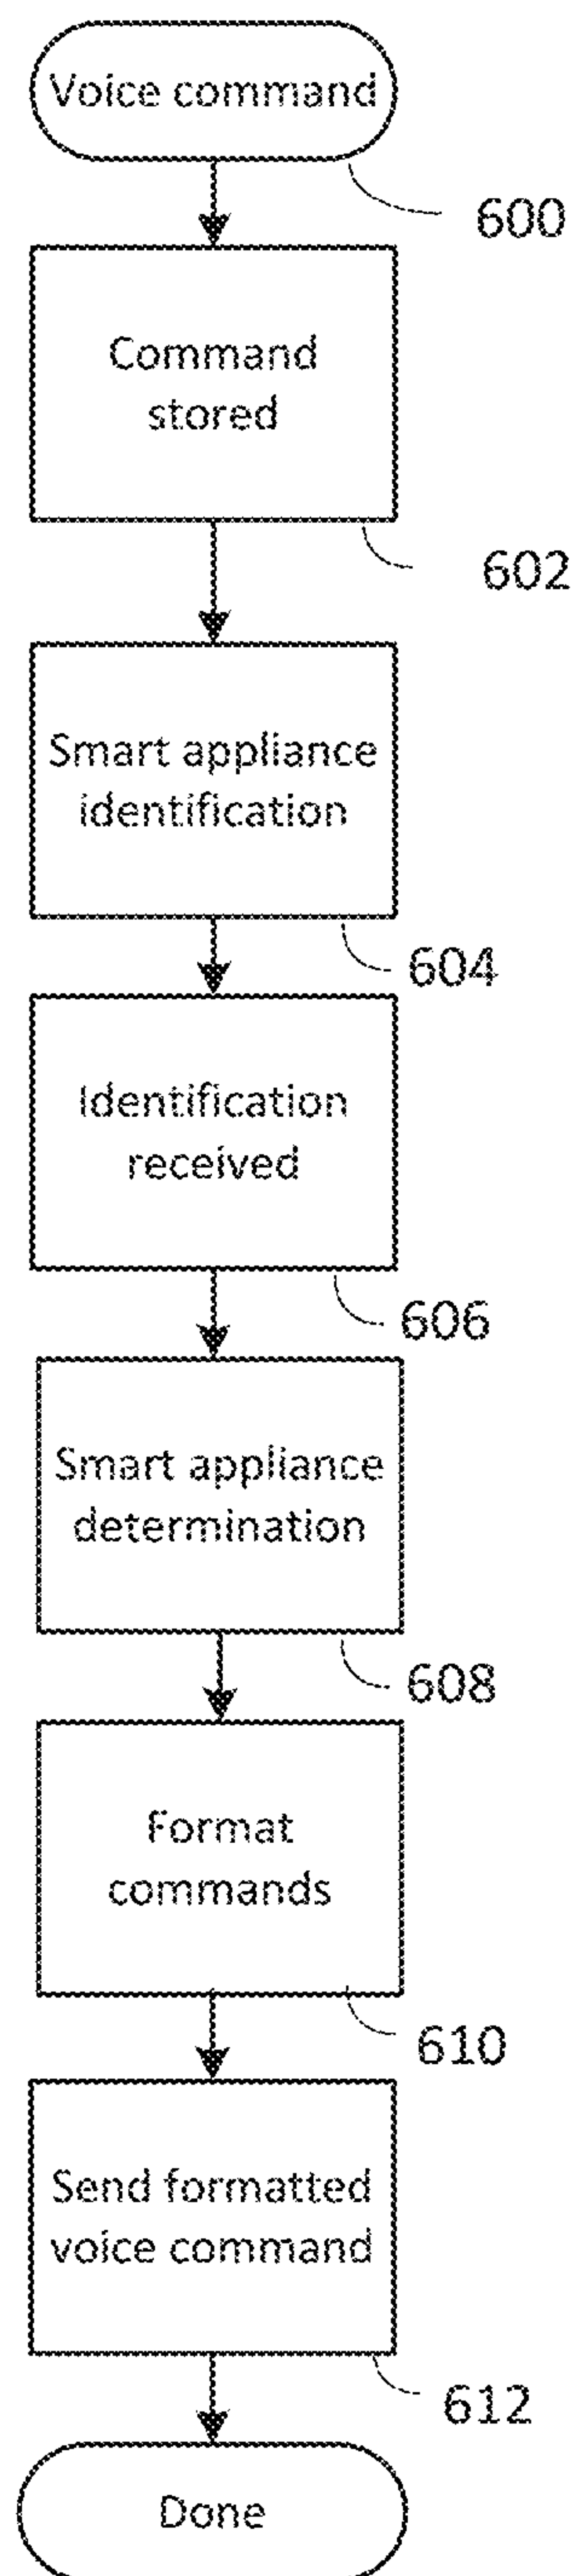 Voice command
600
Command
stored
602
Smart appliance
identification
604
Identification
received
606
Smart appliance
determination
608
Format
commands
610
Send formatted
voice command
612
Done